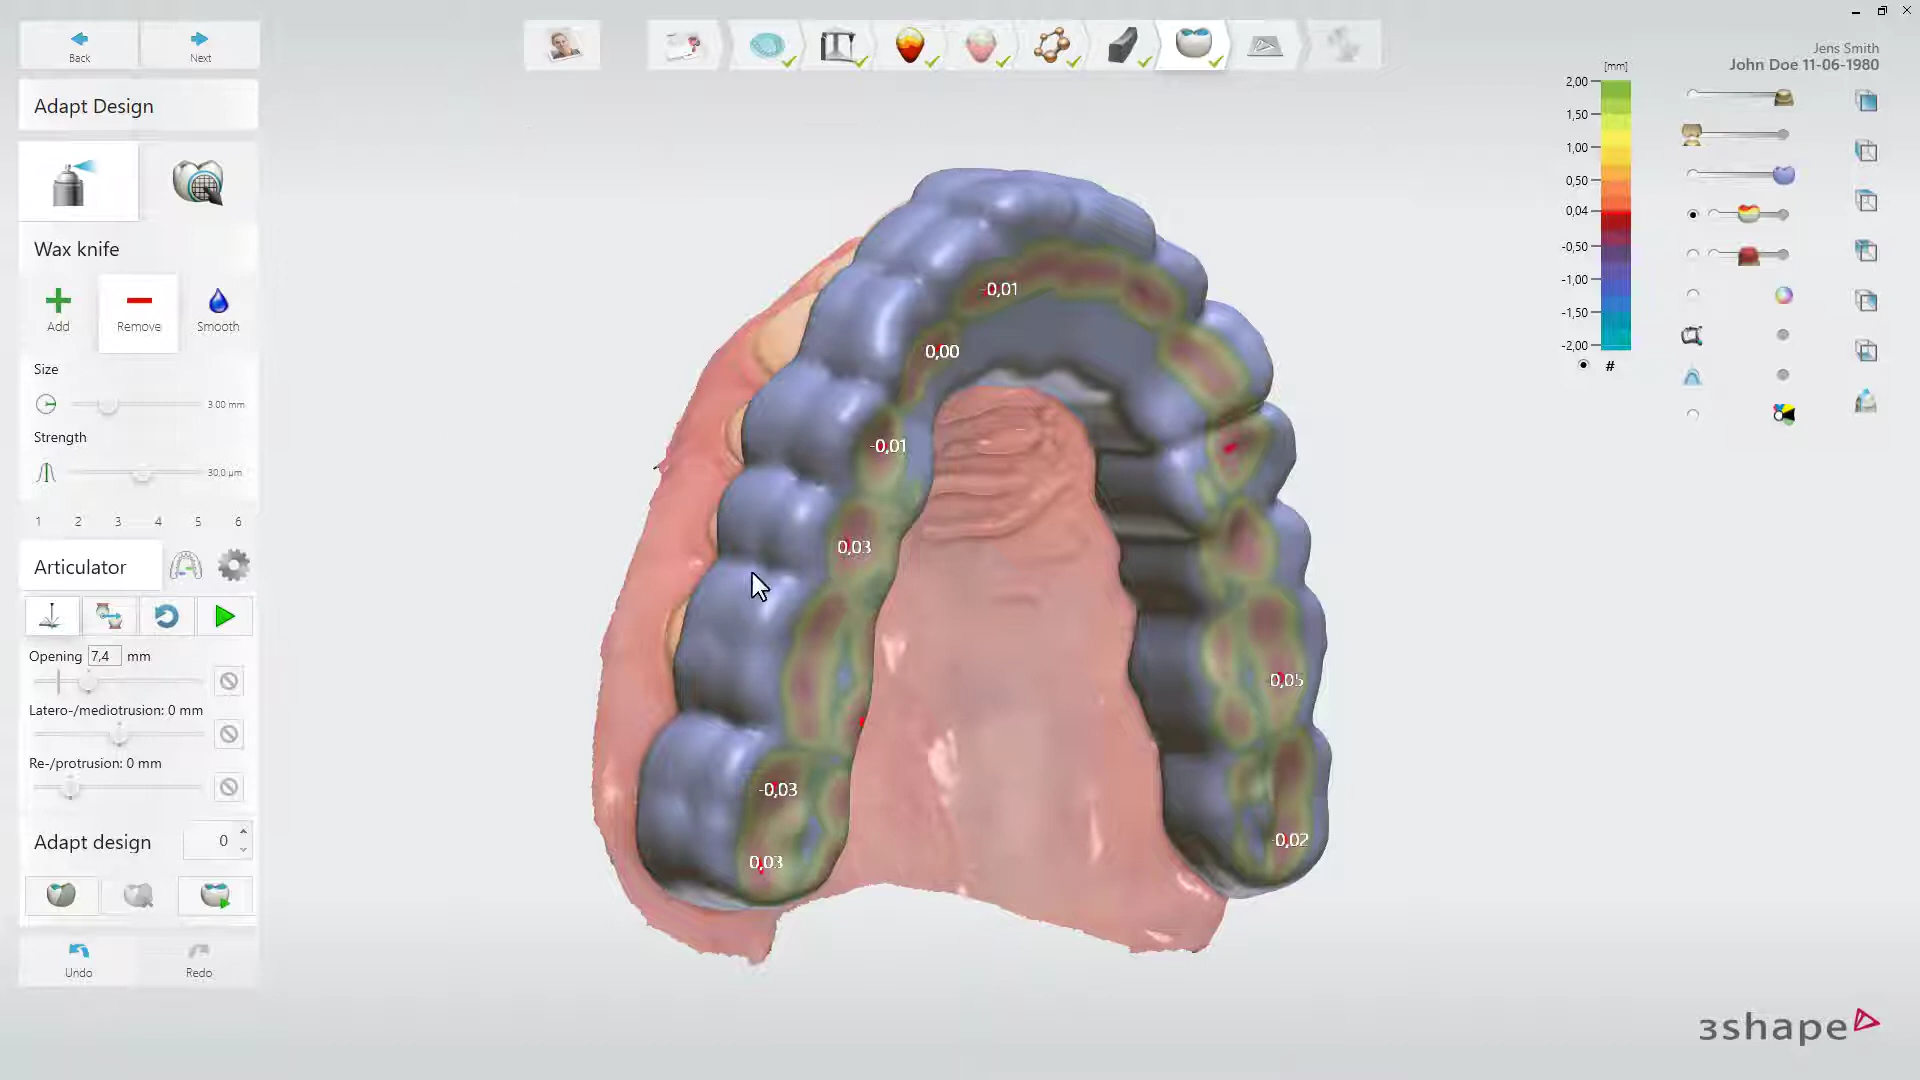 Back
Next
Adapt Design
Wax knife
Add
Remove
Smooth
Size
3.00 mm
Strength
30.0 µm
1 2 3 4 5 6
Articulator
Opening 7,4 mm
Latero-/mediotrusion: 0 mm
Re-/protrusion: 0 mm
Adapt design 0
Undo
Redo
-0,01
0,00
-0,01
0,03
0,05
-0,03
0,03
0,02
[mm]
2,00
1,50
1,00
0,50
0,04
-0,50
-1,00
-1,50
-2,00
#
Jens Smith
John Doe 11-06-1980
3shape